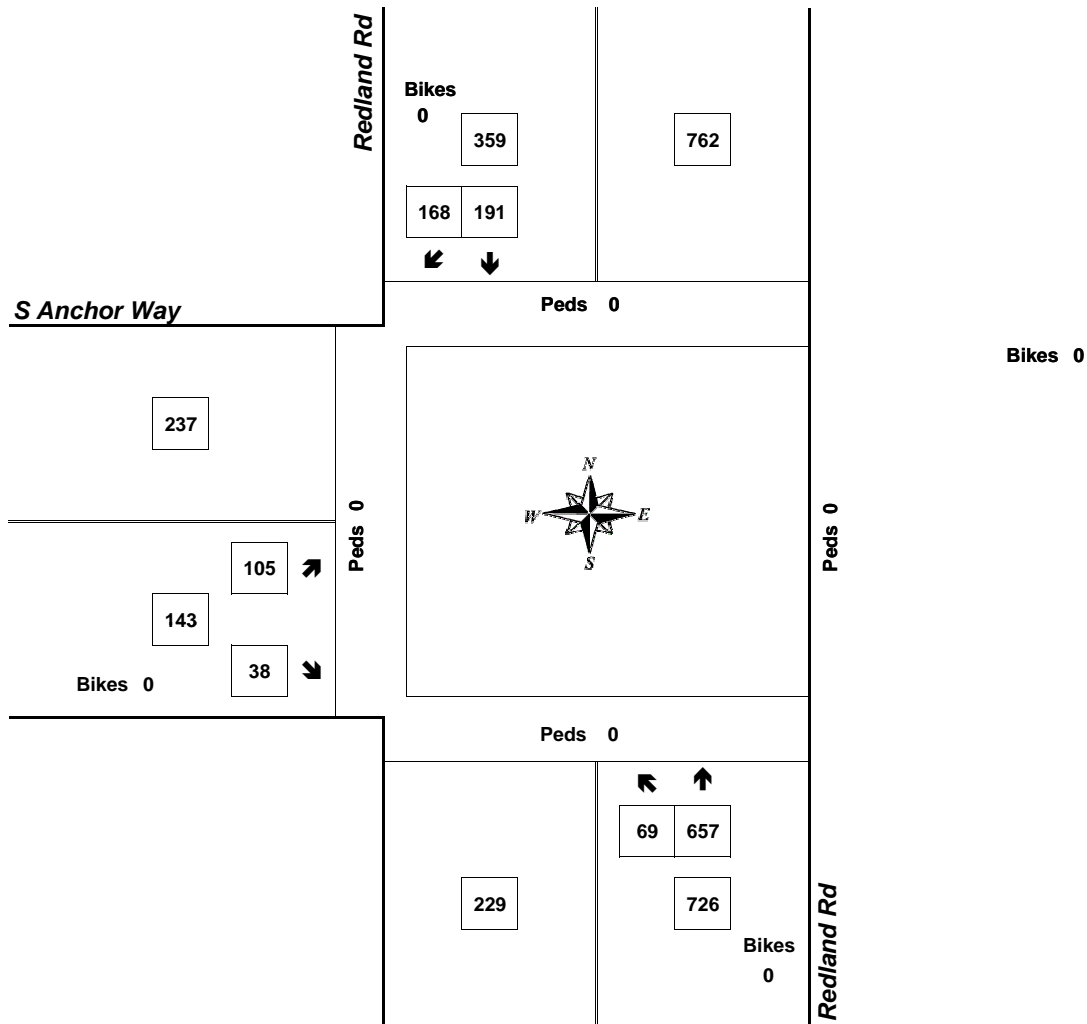 Redland Rd
Bikes
0
359
762
168 191
Peds 0
S Anchor Way
Bikes 0
237
N
W E
S
Peds 0
Peds 0
105
143
38
Bikes 0
Peds 0
69 657
229
726
Bikes
0
Redland Rd